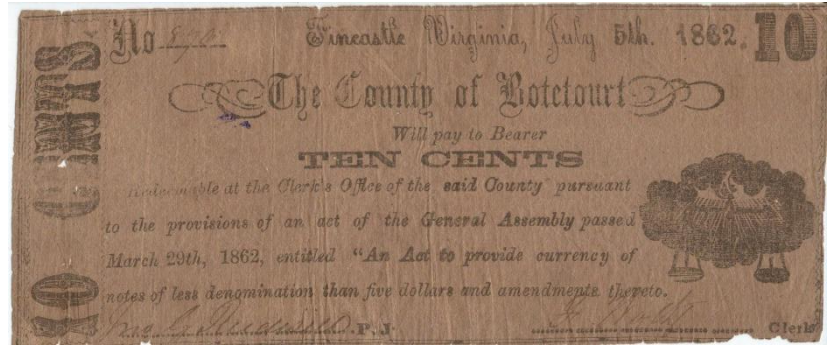 10 CENTS
No
Fincastle Virginia, July 5th. 1862.
10
The County of Botetourt
Will pay to Bearer
TEN CENTS
Redeemable at the Clerk's Office of the said County pursuant
to the provisions of an act of the General Assembly passed
March 29th, 1862, entitled "An Act to provide currency of
notes of less denomination than five dollars and amendments thereto.
P. J.
Clerk